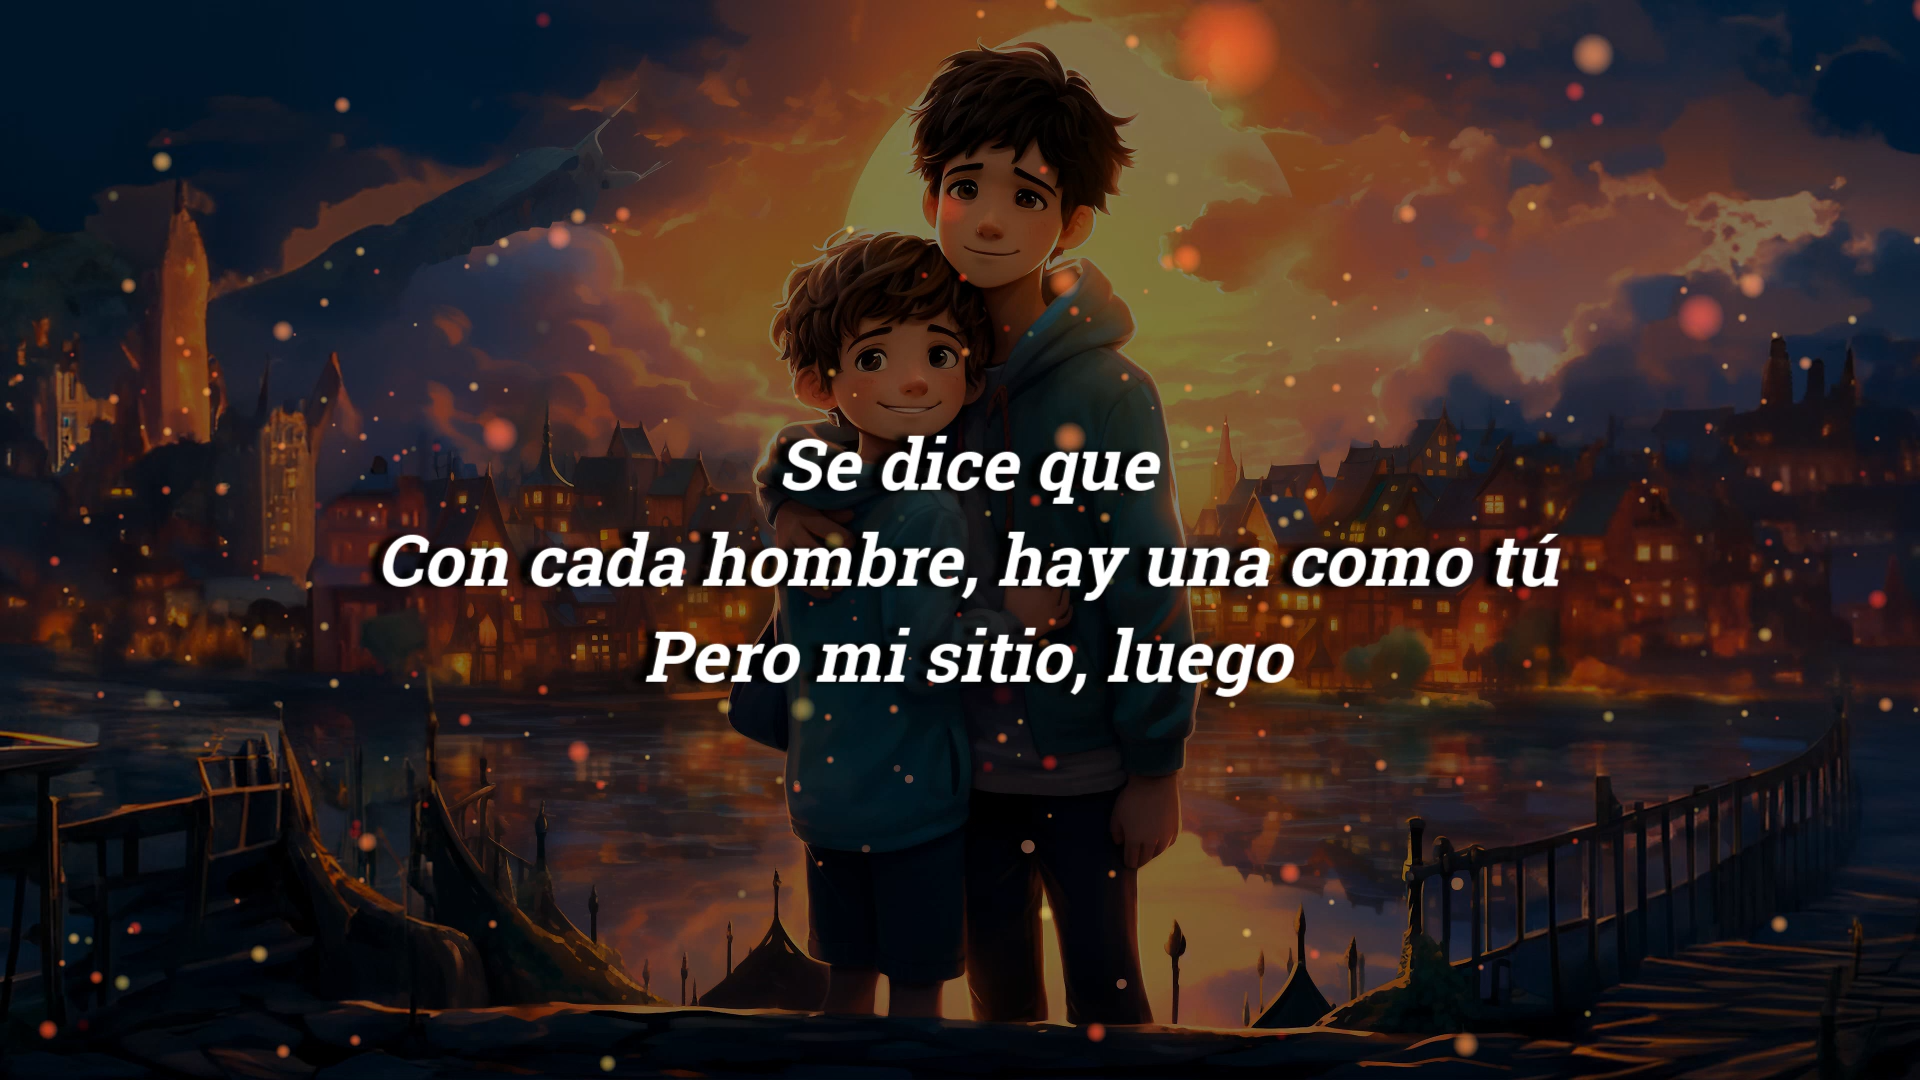 Se dice que
Con cada hombre, hay una como tú
Pero mi sitio, luego